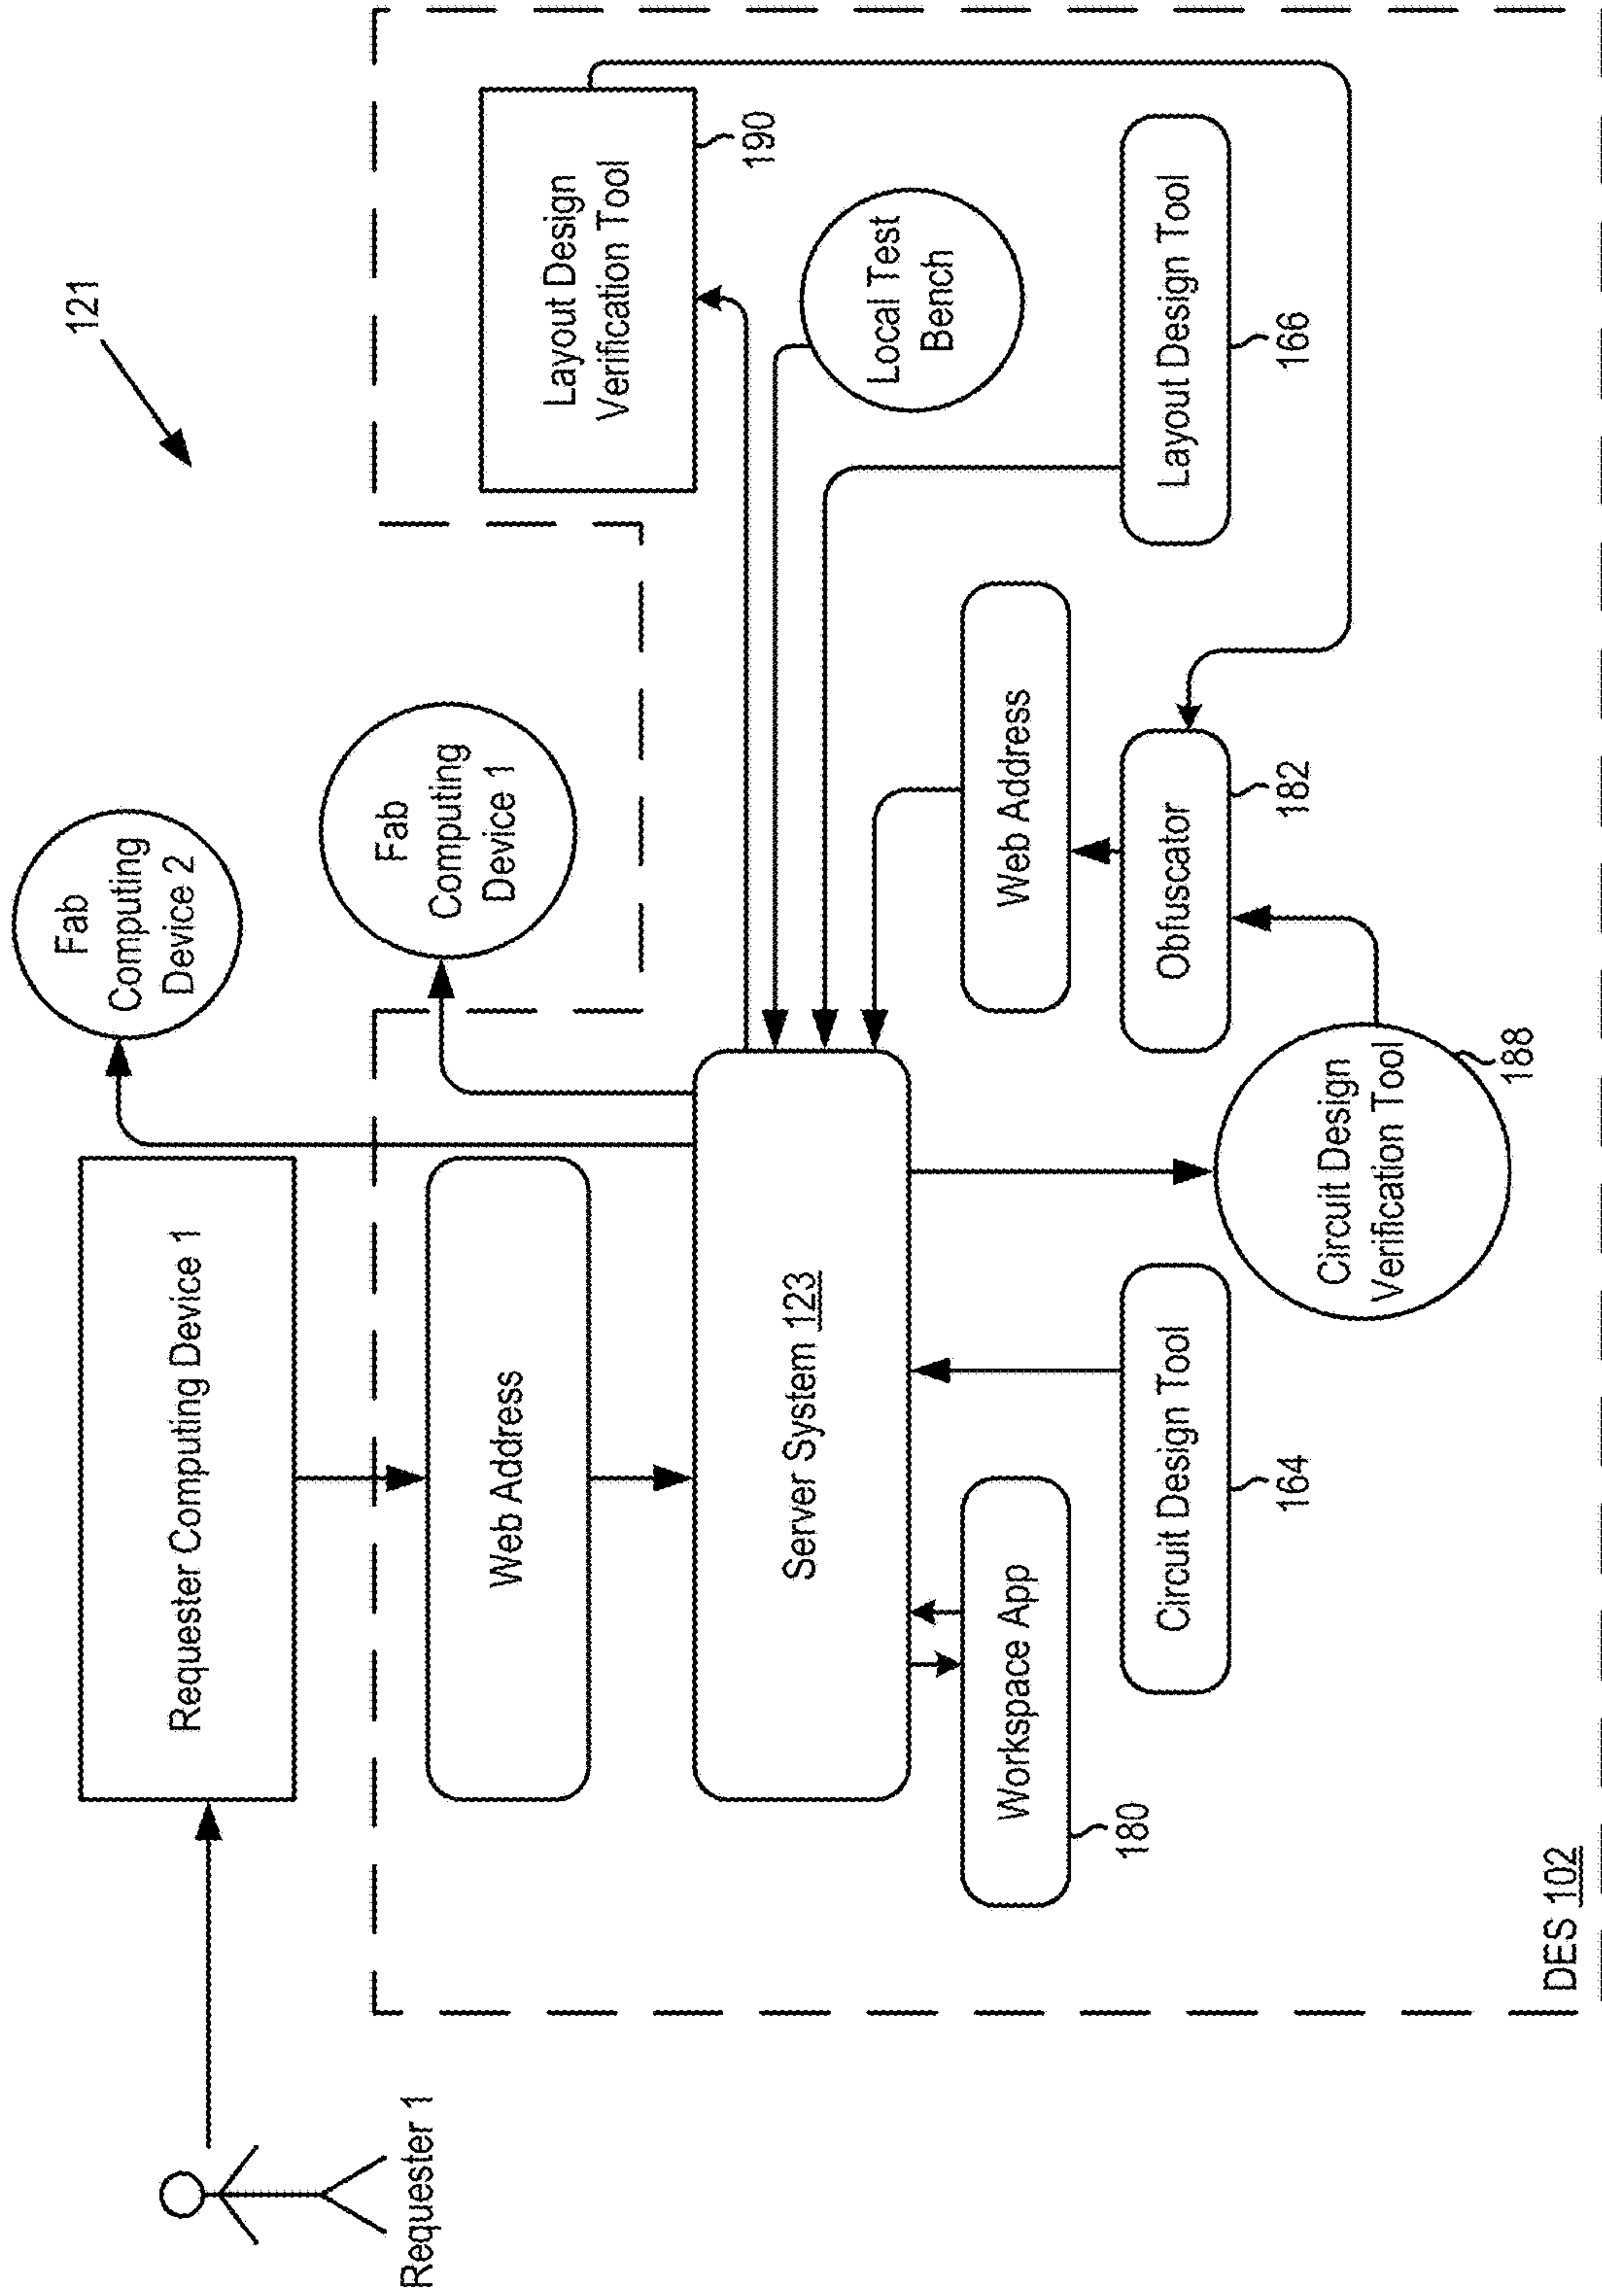 121
Requester 1
Requester Computing Device 1
Fab
Computing
Device 2
Fab
Computing
Device 1
Web Address
Server System 123
Layout Design
Verification Tool
190
Local Test
Bench
Workspace App
180
Circuit Design Tool
164
Circuit Design
Verification Tool
188
Web Address
Obfuscator
182
Layout Design Tool
166
DES 102